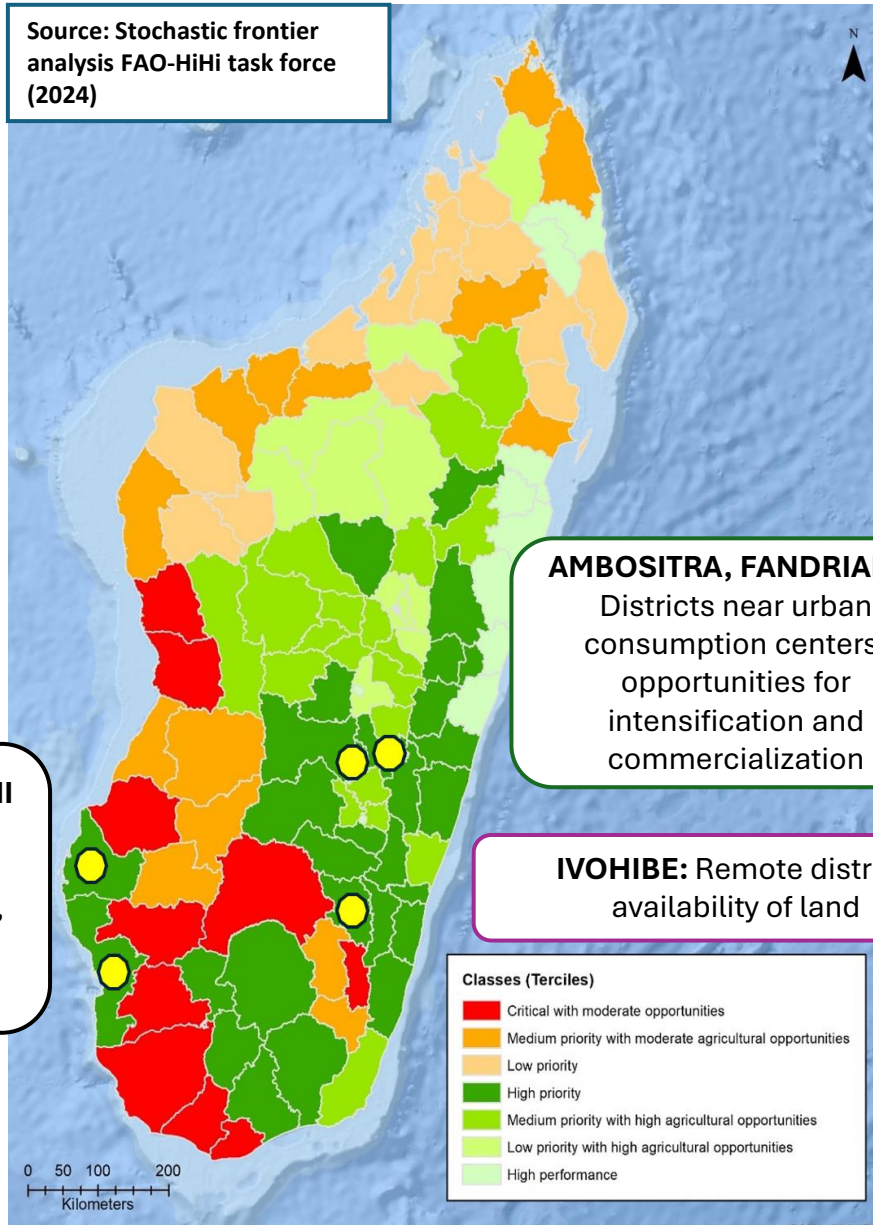 Source: Stochastic frontier
analysis FAO-HiHi task force
(2024)
N
AMBOSITRA,
Districts near urban
consumption centers
opportunities for
intensification and
commercialization
IVOHIBE: Remote
availability of land
Classes (Terciles)
Critical with moderate opportunities
Medium priority with moderate agricultural opportunities
Low priority
High priority
Medium priority with high agricultural opportunities
Low priority with high agricultural opportunities
High performance
0 50 100 200
Kilometers